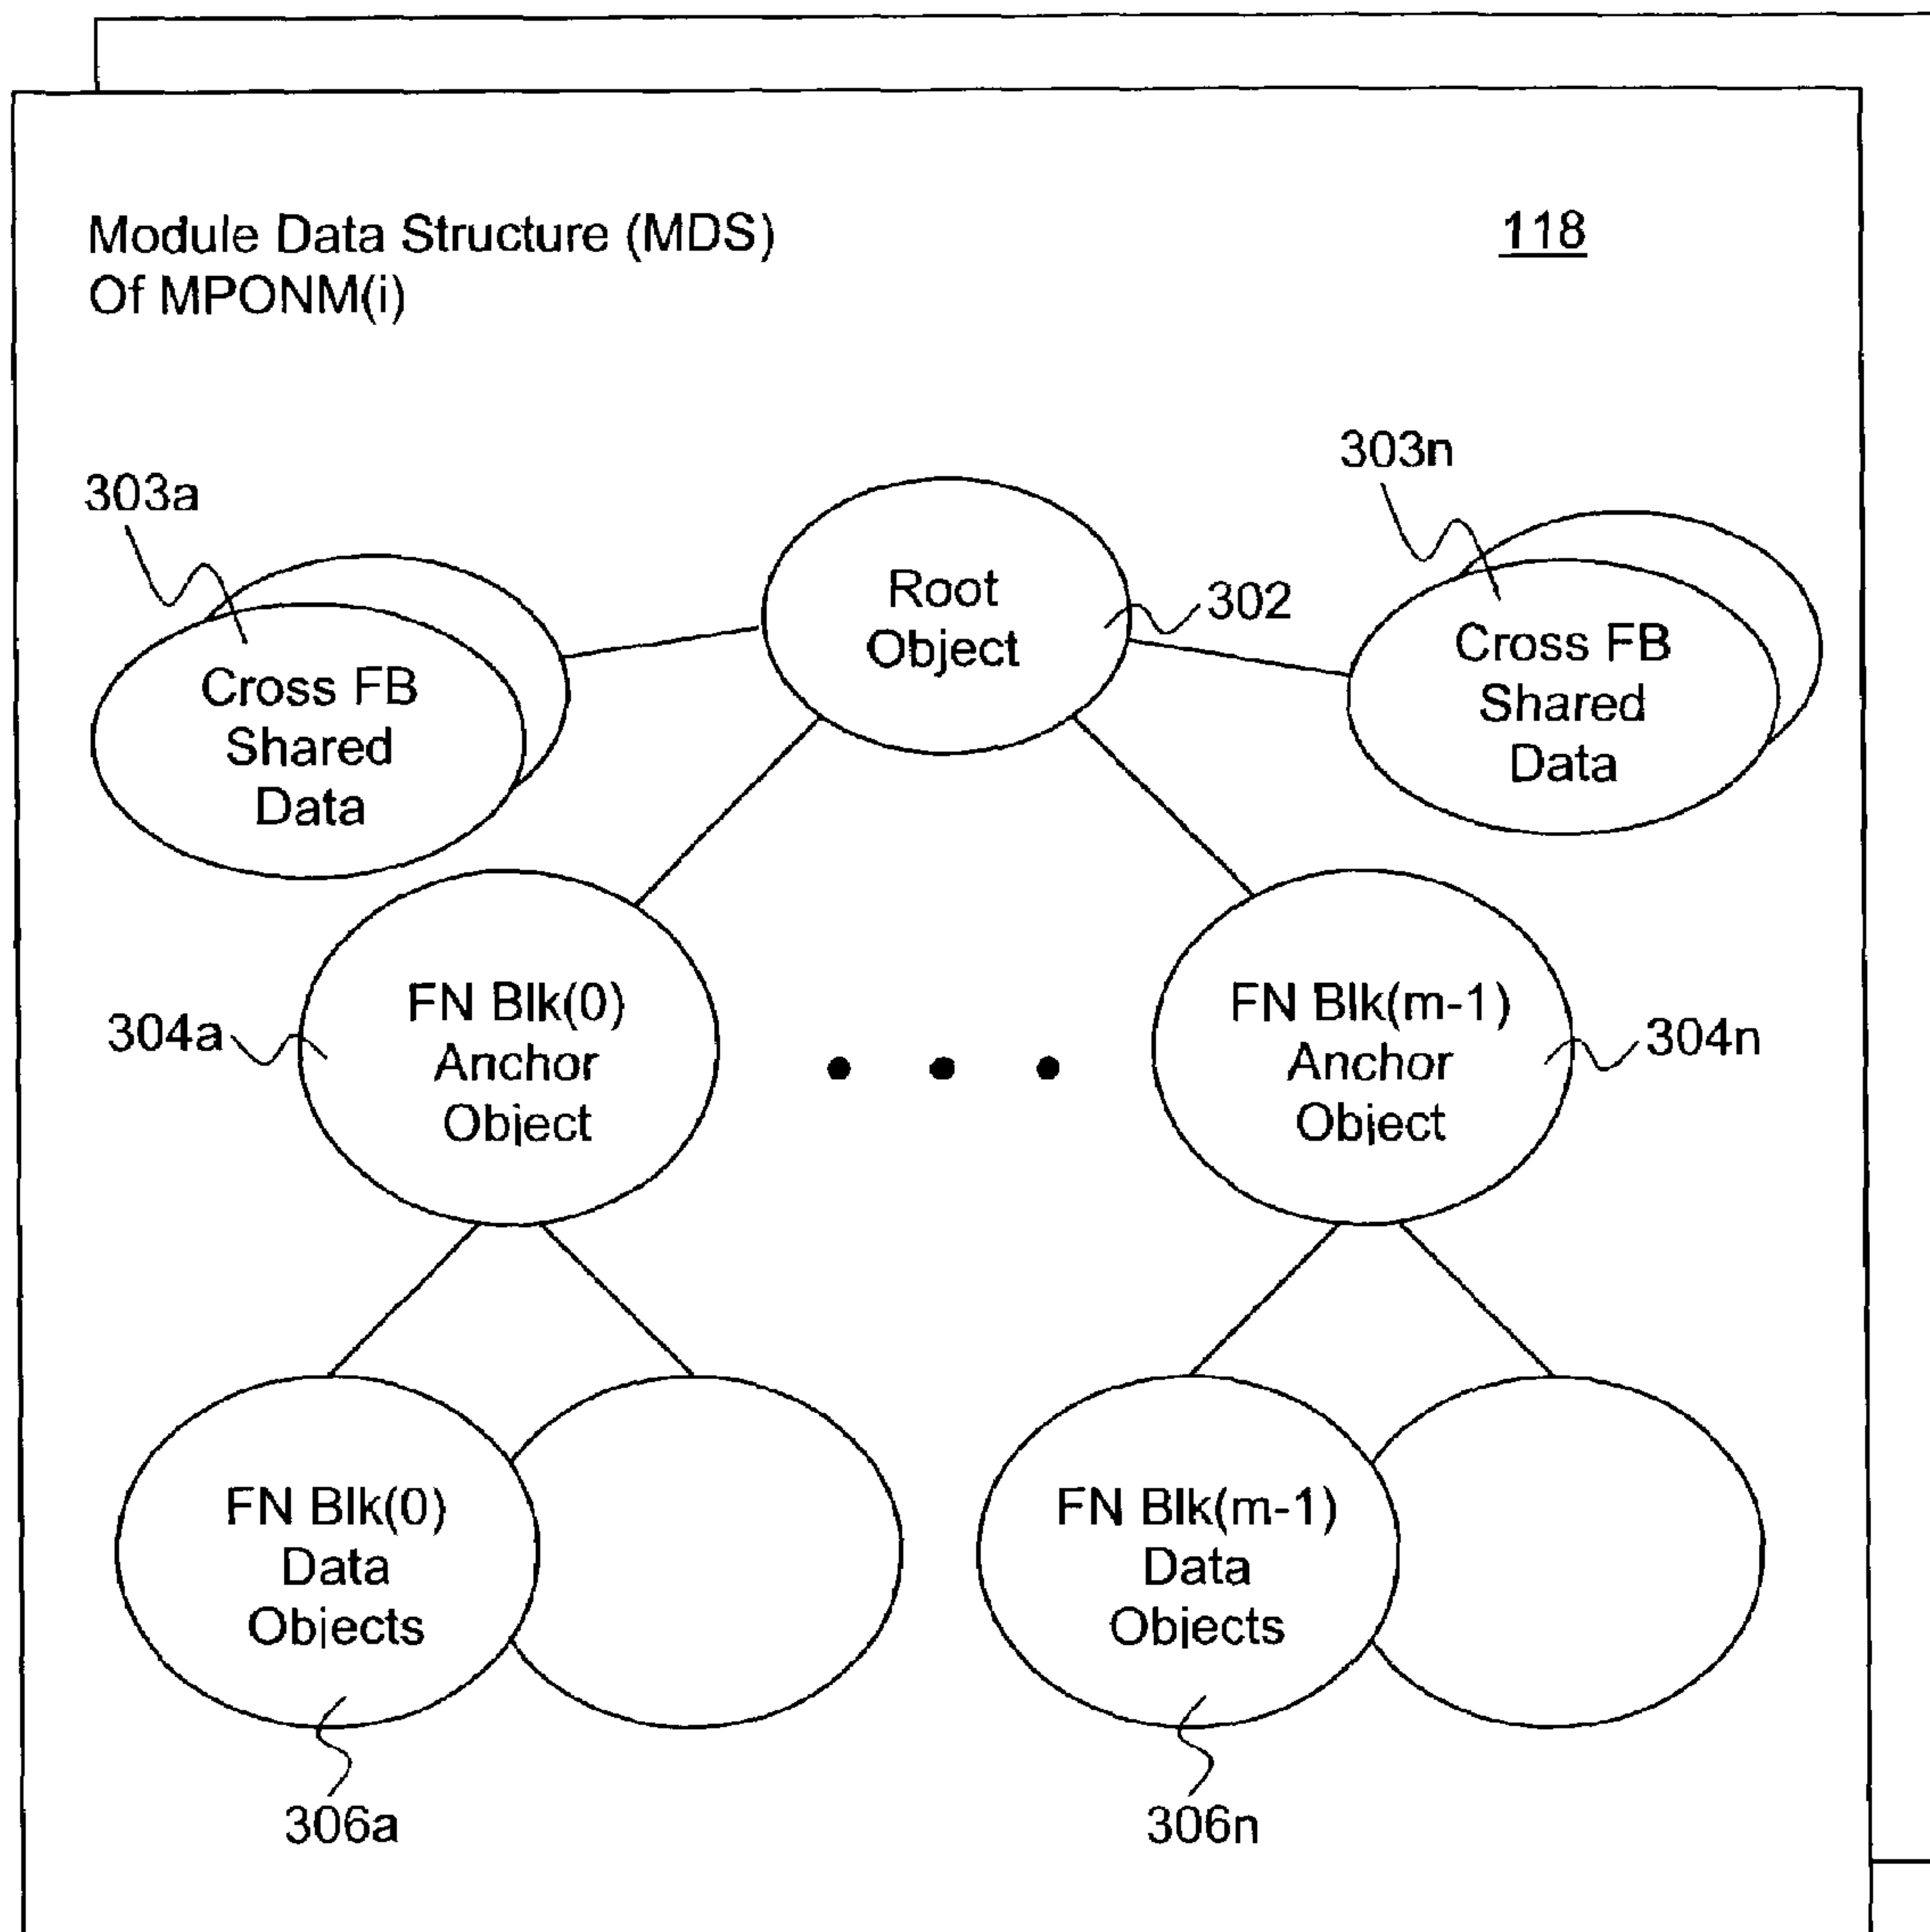 Module Data Structure (MDS)
Of MPONM(i)
118
303a
303n
Root
Object
302
Cross FB
Shared
Data
Cross FB
Shared
Data
304a
FN Blk(0)
Anchor
Object
FN Blk(m-1)
Anchor
Object
304n
FN Blk(0)
Data
Objects
FN Blk(m-1)
Data
Objects
306a
306n